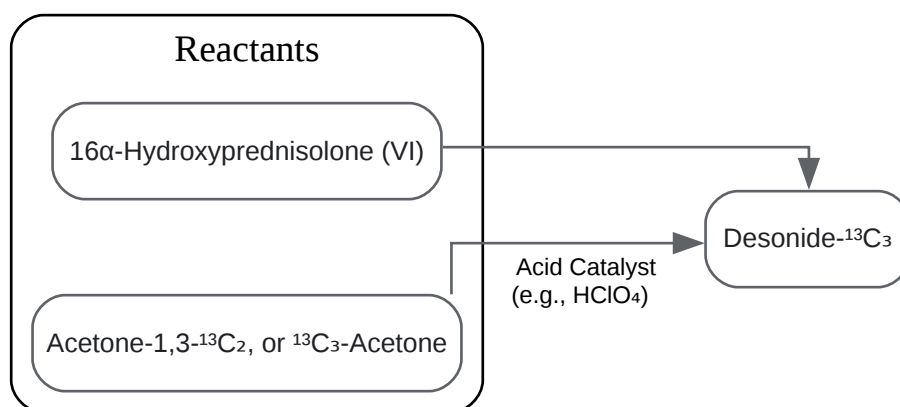 Reactants
16α-Hydroxyprednisolone (VI)
Desonide-¹³C₃
Acid Catalyst
(e.g., HClO₄)
Acetone-1,3-¹³C₂, or ¹³C₃-Acetone